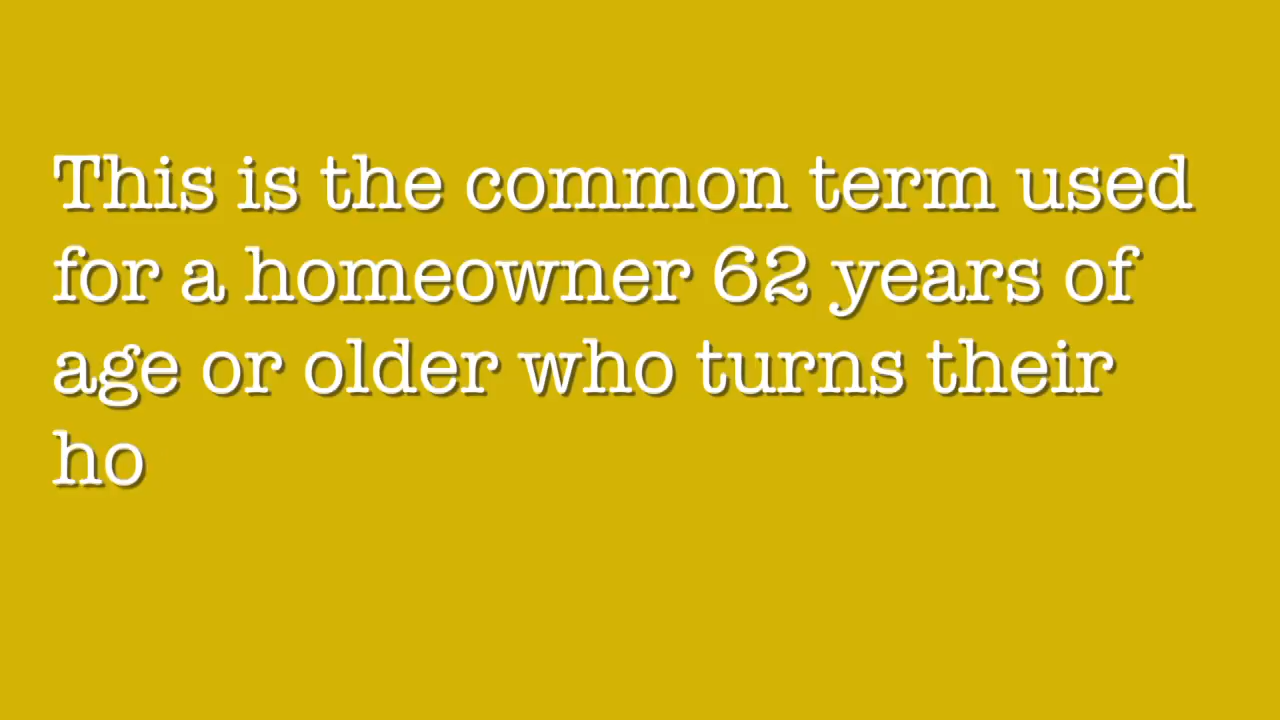 This is the common term used
for a homeowner 62 years of
age or older who turns their
ho